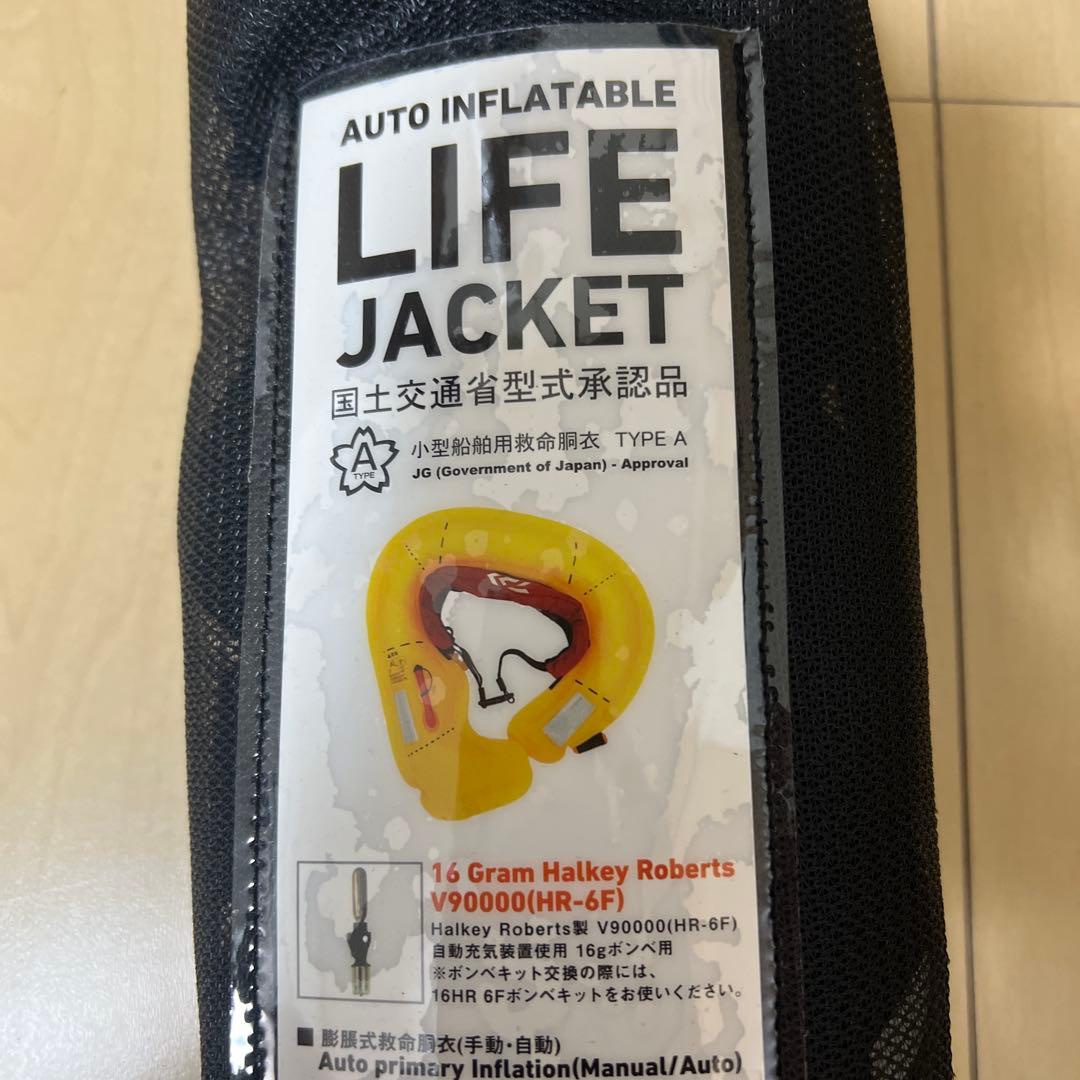 AUTO INFLATABLE
LIFE
JACKET
国土交通省型式承認品
A
TYPE
小型船舶用救命胴衣 TYPE A
JG (Government of Japan) - Approval
16 Gram Halkey Roberts
V90000(HR-6F)
Halkey Roberts製 V90000(HR-6F)
自動充気装置使用 16gボンベ用
※ボンベキット交換の際には、
16HR 6Fボンベキットをお使いください。
■ 膨脹式救命胴衣(手動・自動)
Auto primary Inflation(Manual/Auto)